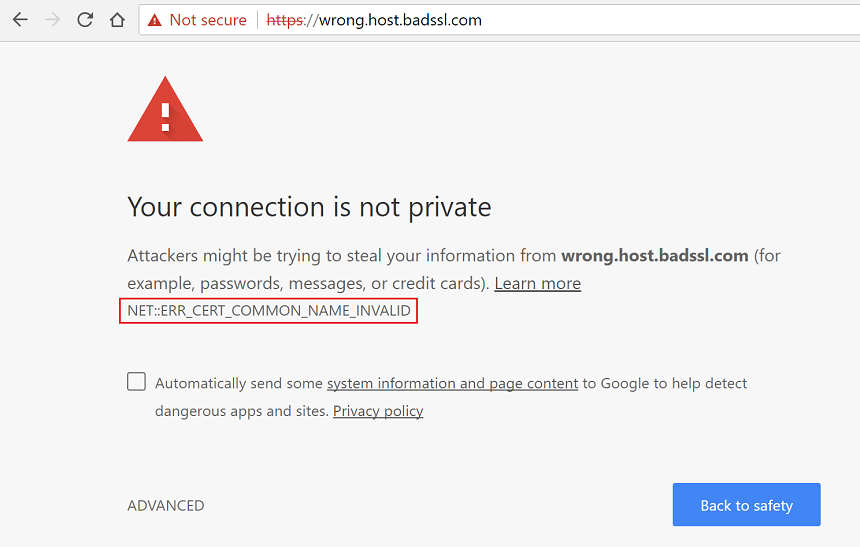 Not secure https://wrong.host.badssl.com
Your connection is not private
Attackers might be trying to steal your information from wrong.host.badssl.com (for
example, passwords, messages, or credit cards). Learn more
NET::ERR_CERT_COMMON_NAME_INVALID
Automatically send some system information and page content to Google to help detect
dangerous apps and sites. Privacy policy
ADVANCED
Back to safety